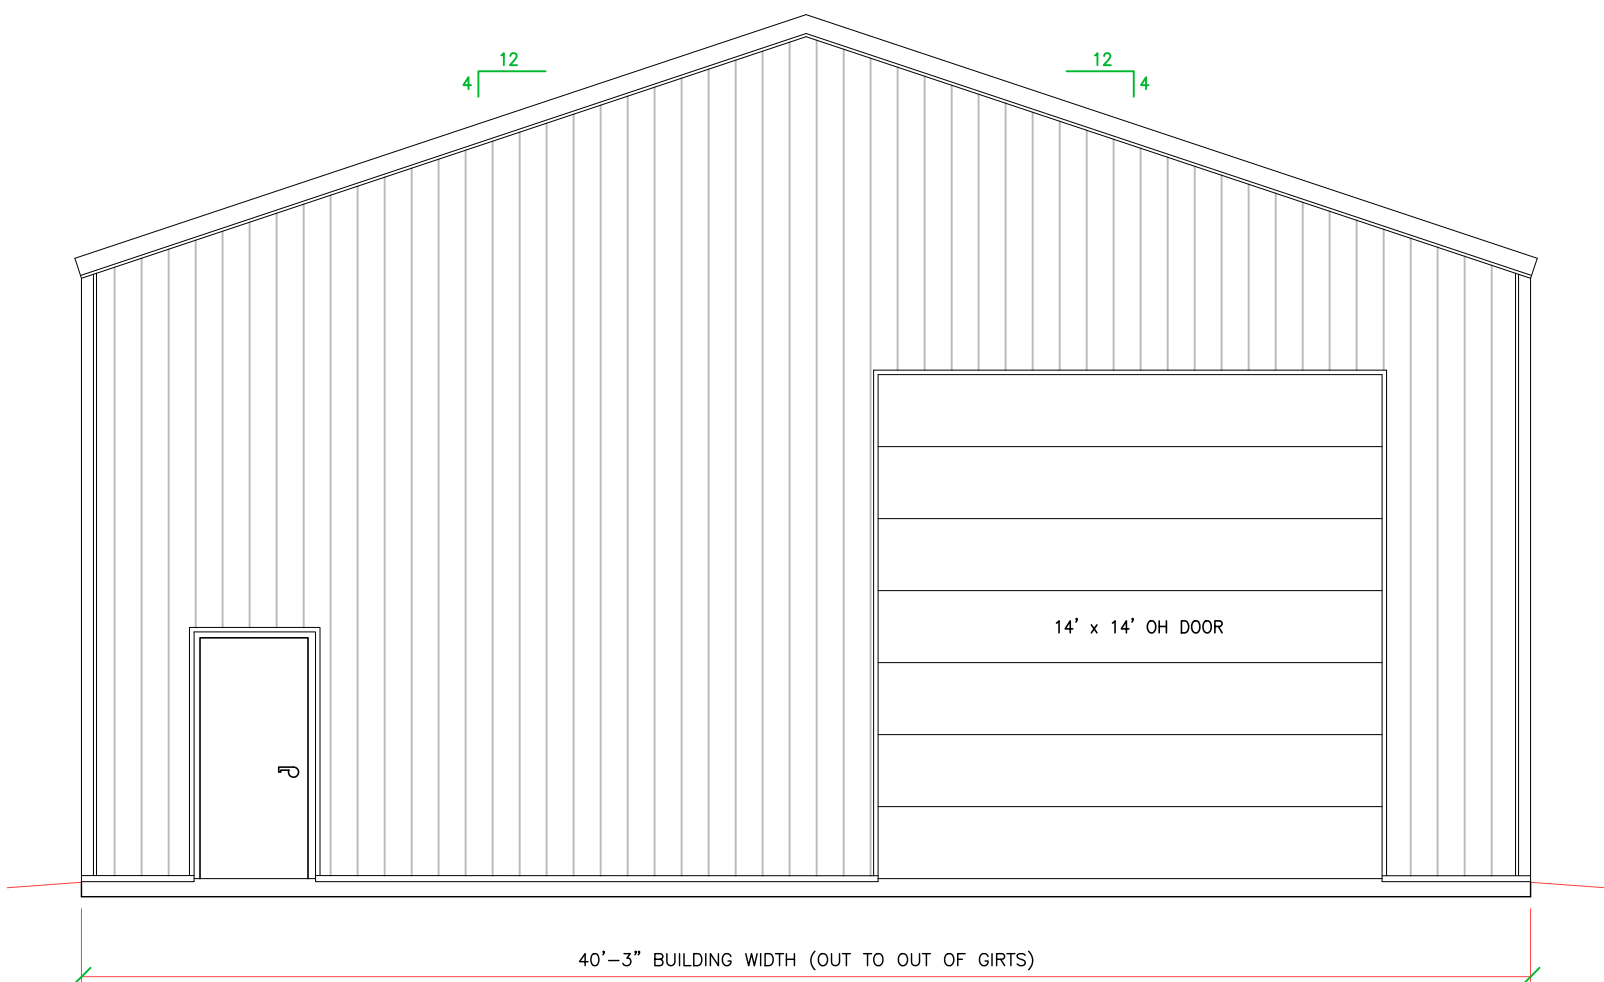 12
4
12
4
14' x 14' OH DOOR
40'-3" BUILDING WIDTH (OUT TO OUT OF GIRTS)